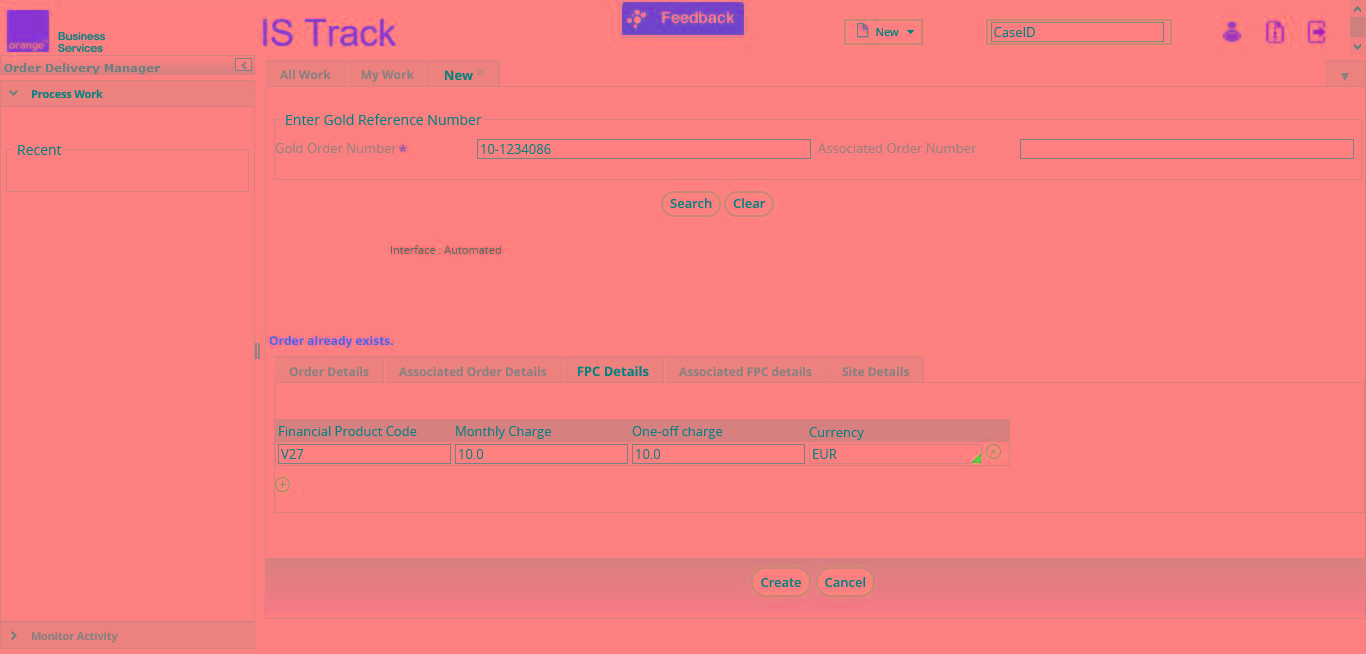 orange
Business
Services
IS Track
Feedback
New
CaseID
Order Delivery Manager
All Work
My Work
New
Process Work
Recent
Enter Gold Reference Number
Gold Order Number*
10-1234086
Associated Order Number
Search
Clear
Interface : Automated
Order already exists.
Order Details
Associated Order Details
FPC Details
Associated FPC details
Site Details
Financial Product Code
Monthly Charge
One-off charge
Currency
V27
10.0
10.0
EUR
Create
Cancel
Monitor Activity